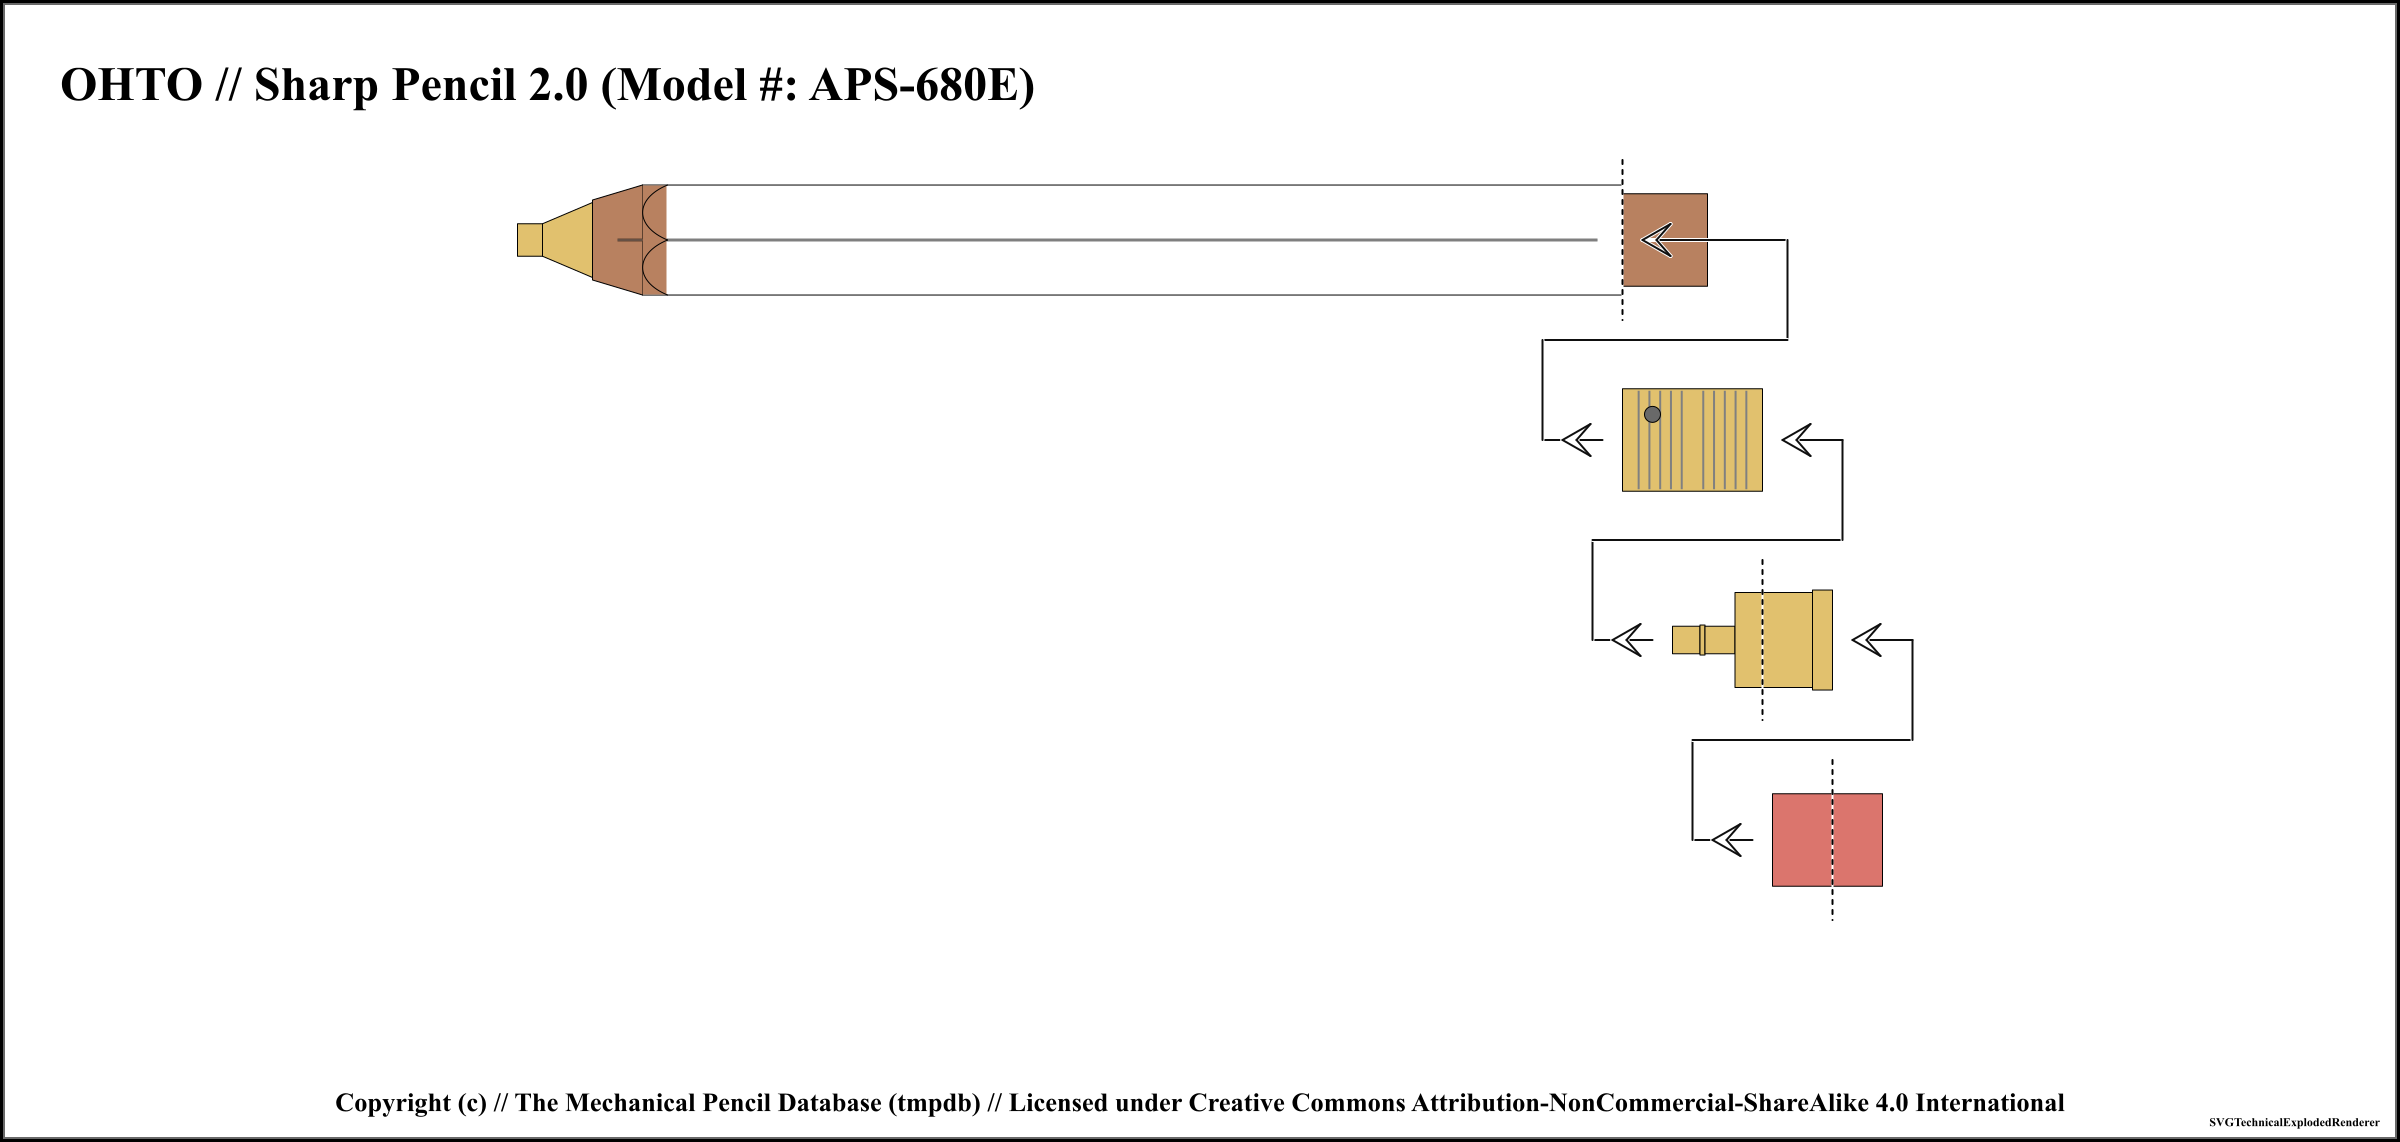 OHTO // Sharp Pencil 2.0 (Model #: APS-680E)
Copyright (c) // The Mechanical Pencil Database (tmpdb) // Licensed under Creative Commons Attribution-NonCommercial-ShareAlike 4.0 International
SVGTechnicalExplodedRenderer